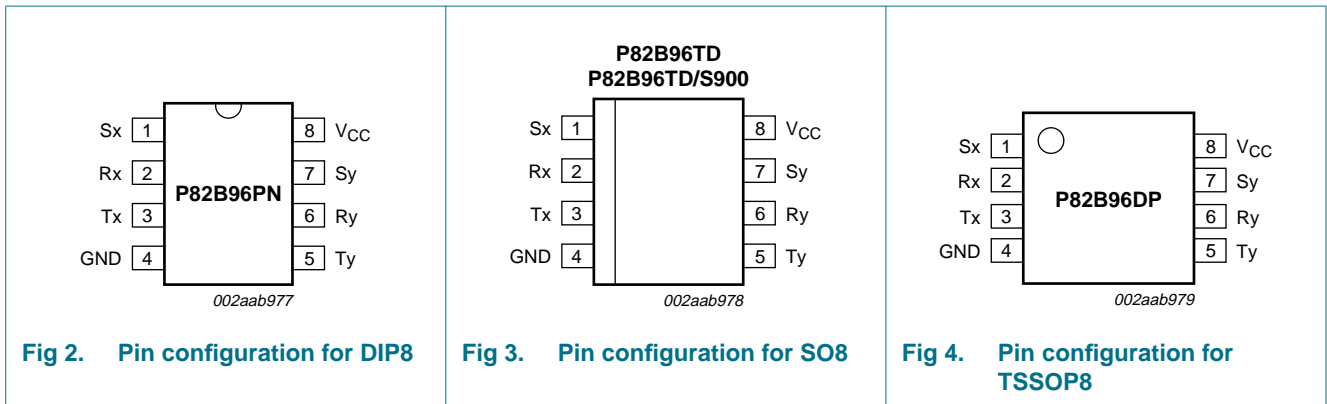 Sx 1
Rx 2
Tx 3
GND 4
P82B96PN
8 VCC
7 Sy
6 Ry
5 Ty
002aab977
Fig 2. Pin configuration for DIP8
P82B96TD
P82B96TD/S900
Sx 1
Rx 2
Tx 3
GND 4
8 VCC
7 Sy
6 Ry
5 Ty
002aab978
Fig 3. Pin configuration for SO8
Sx 1
Rx 2
Tx 3
GND 4
P82B96DP
8 VCC
7 Sy
6 Ry
5 Ty
002aab979
Fig 4. Pin configuration for
TSSOP8